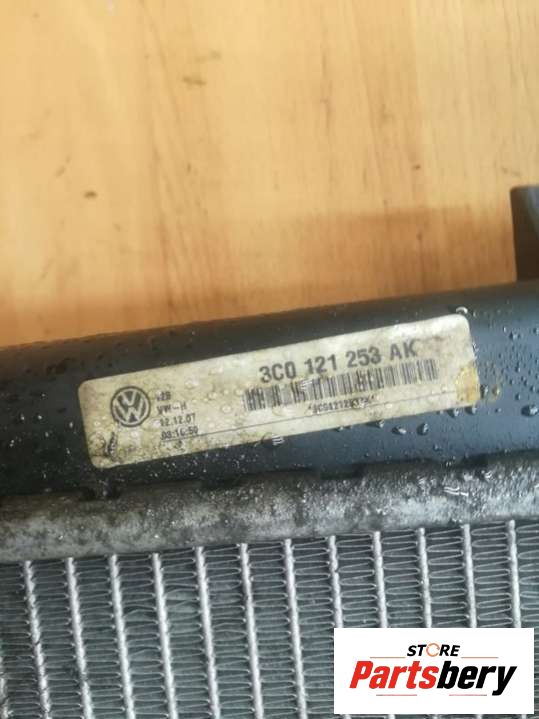 3C0 121 253 AK
VW-H
12.12.07
STORE
Partsbery